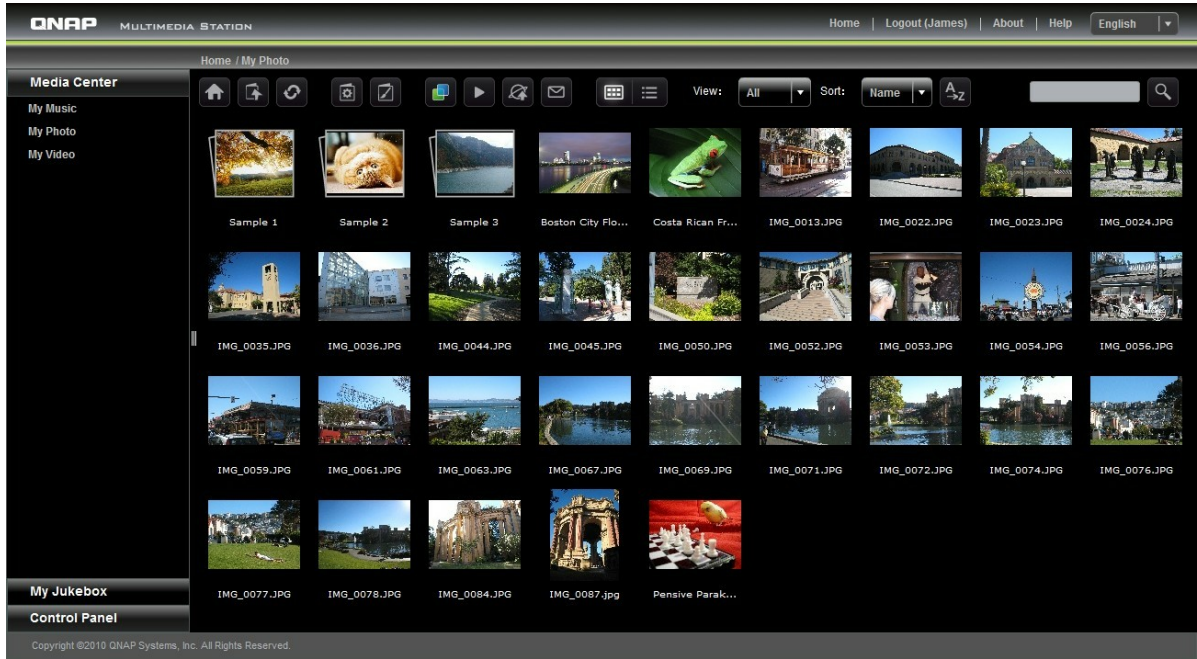 QNAP MULTIMEDIA STATION
Home | Logout (James) | About | Help English
Home / My Photo
Media Center
My Music
My Photo
My Video
View: All Sort: Name A Z
Sample 1 Sample 2 Sample 3 Boston City Flo... Costa Rican Fr... IMG_0013.JPG IMG_0022.JPG IMG_0023.JPG IMG_0024.JPG
IMG_0035.JPG IMG_0036.JPG IMG_0044.JPG IMG_0045.JPG IMG_0050.JPG IMG_0052.JPG IMG_0053.JPG IMG_0054.JPG IMG_0056.JPG
IMG_0059.JPG IMG_0061.JPG IMG_0063.JPG IMG_0067.JPG IMG_0069.JPG IMG_0071.JPG IMG_0072.JPG IMG_0074.JPG IMG_0076.JPG
IMG_0077.JPG IMG_0078.JPG IMG_0084.JPG IMG_0087.jpg Pensive Parak...
My Jukebox
Control Panel
Copyright ©2010 QNAP Systems, Inc. All Rights Reserved.